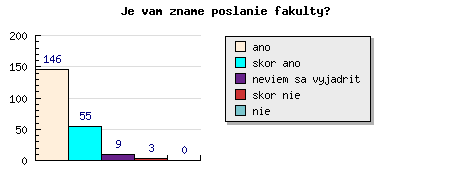 Je vam zname poslanie fakulty?
200
150
100
50
0
146
55
9
3
0
ano
skor ano
neviem sa vyjadrit
skor nie
nie